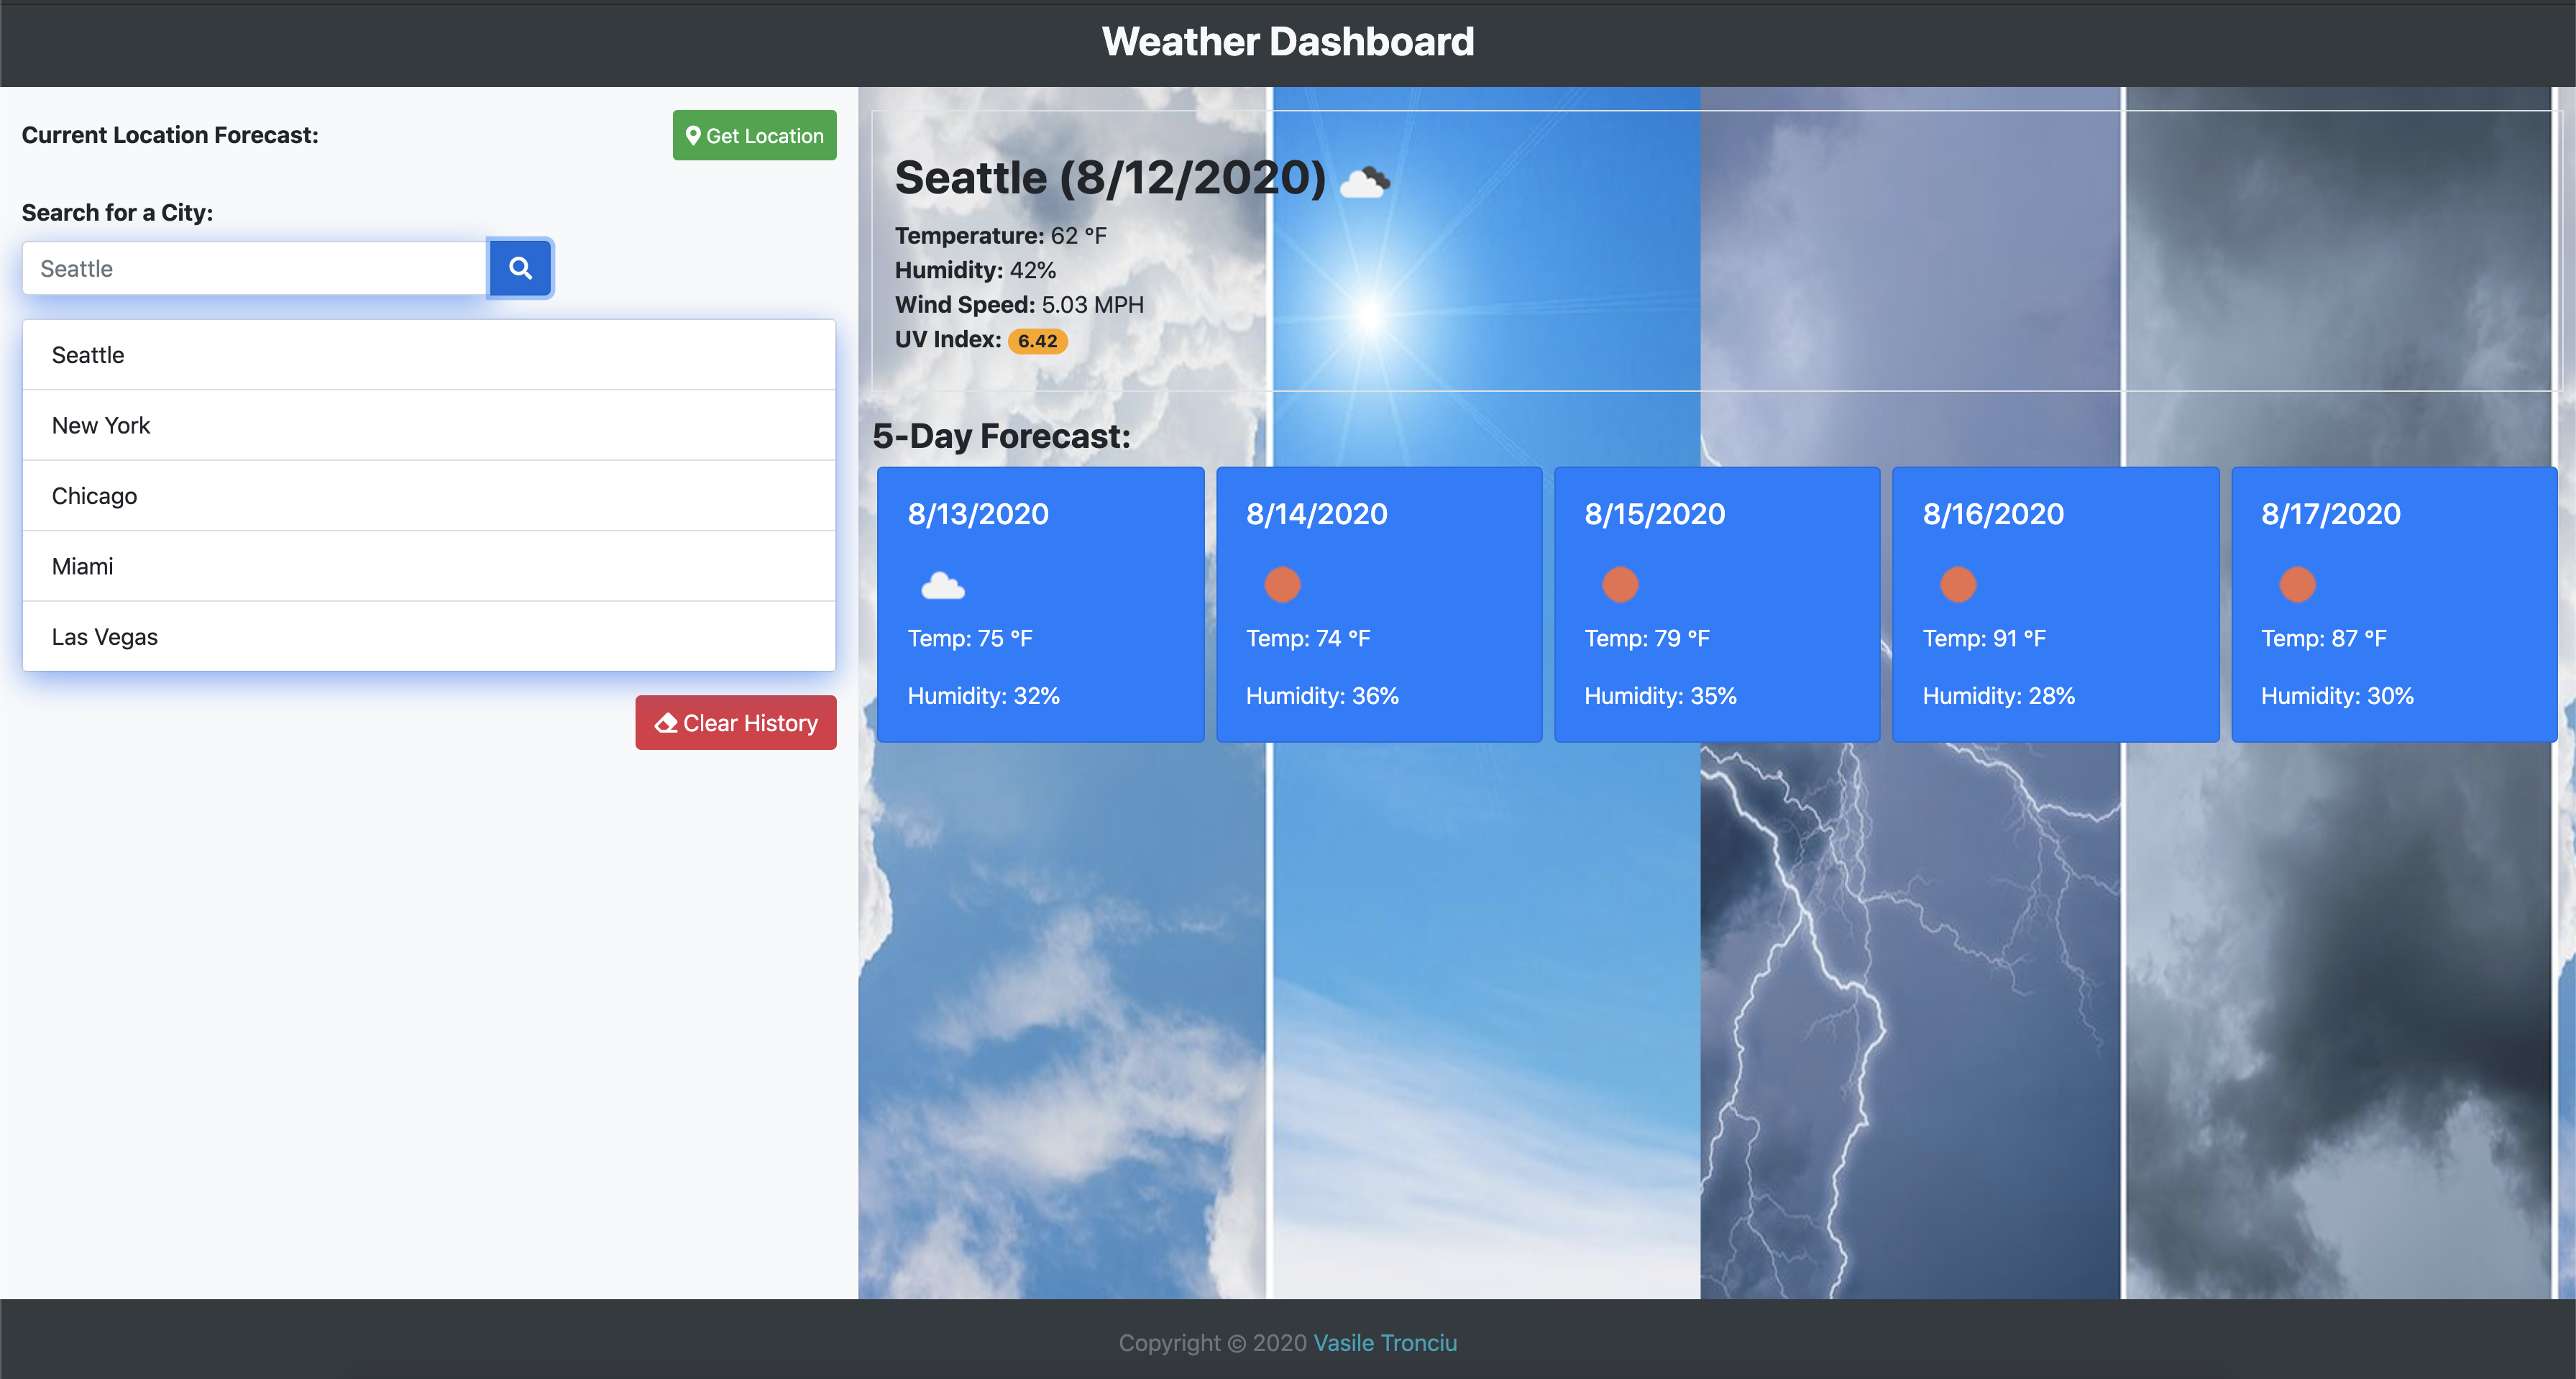 Weather Dashboard
Current Location Forecast:
Get Location
Search for a City:
Seattle
Seattle
New York
Chicago
Miami
Las Vegas
Clear History
Seattle (8/12/2020)
Temperature: 62 °F
Humidity: 42%
Wind Speed: 5.03 MPH
UV Index: 6.42
5-Day Forecast:
8/13/2020
Temp: 75 °F
Humidity: 32%
8/14/2020
Temp: 74 °F
Humidity: 36%
8/15/2020
Temp: 79 °F
Humidity: 35%
8/16/2020
Temp: 91 °F
Humidity: 28%
8/17/2020
Temp: 87 °F
Humidity: 30%
Copyright © 2020 Vasile Tronciu